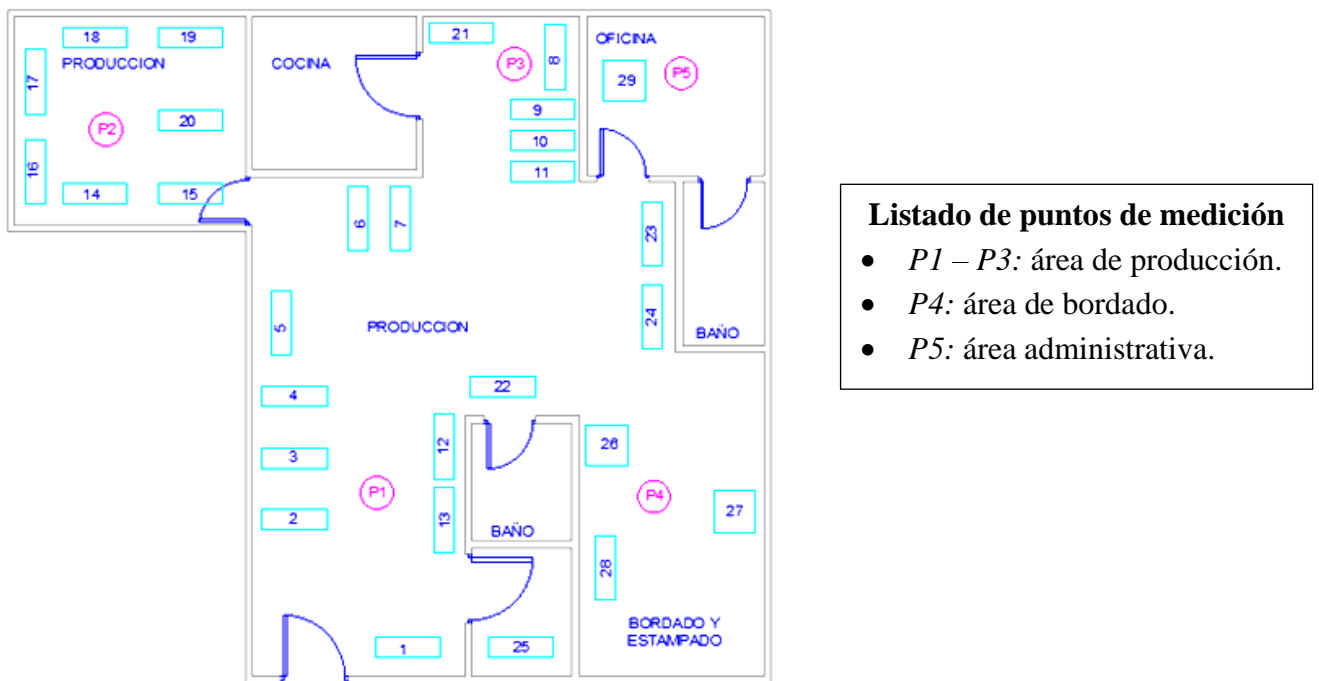 18
19
21
8
P3
OFICINA
PRODUCCION
COCINA
29
P5
17
P2
20
9
10
11
16
14
15
6
7
23
Listado de puntos de medición
• P1 – P3: área de producción.
• P4: área de bordado.
• P5: área administrativa.
5
PRODUCCION
24
BAÑO
22
4
12
26
3
P1
P4
2
13
27
BAÑO
28
BORDADO Y
ESTAMPADO
1
25